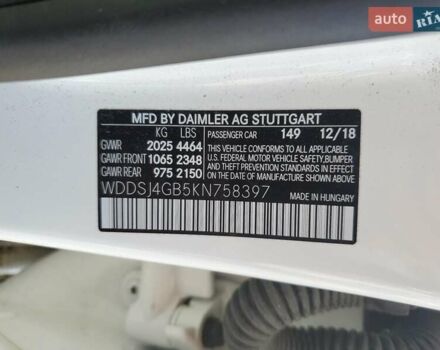 auto RIA
MFD BY DAIMLER AG STUTTGART
KG LBS
PASSENGER CAR 149 12/18
GVWR 2025 4464
GAWR FRONT 1065 2348
GAWR REAR 975 2150
THIS VEHICLE CONFORMS TO ALL APPLICABLE
U.S. FEDERAL MOTOR VEHICLE SAFETY, BUMPER,
AND THEFT PREVENTION STANDARDS IN
EFFECT ON THE DATE OF
MANUFACTURE SHOWN ABOVE.
WDDSJ4GB5KN758397
MADE IN HUNGARY